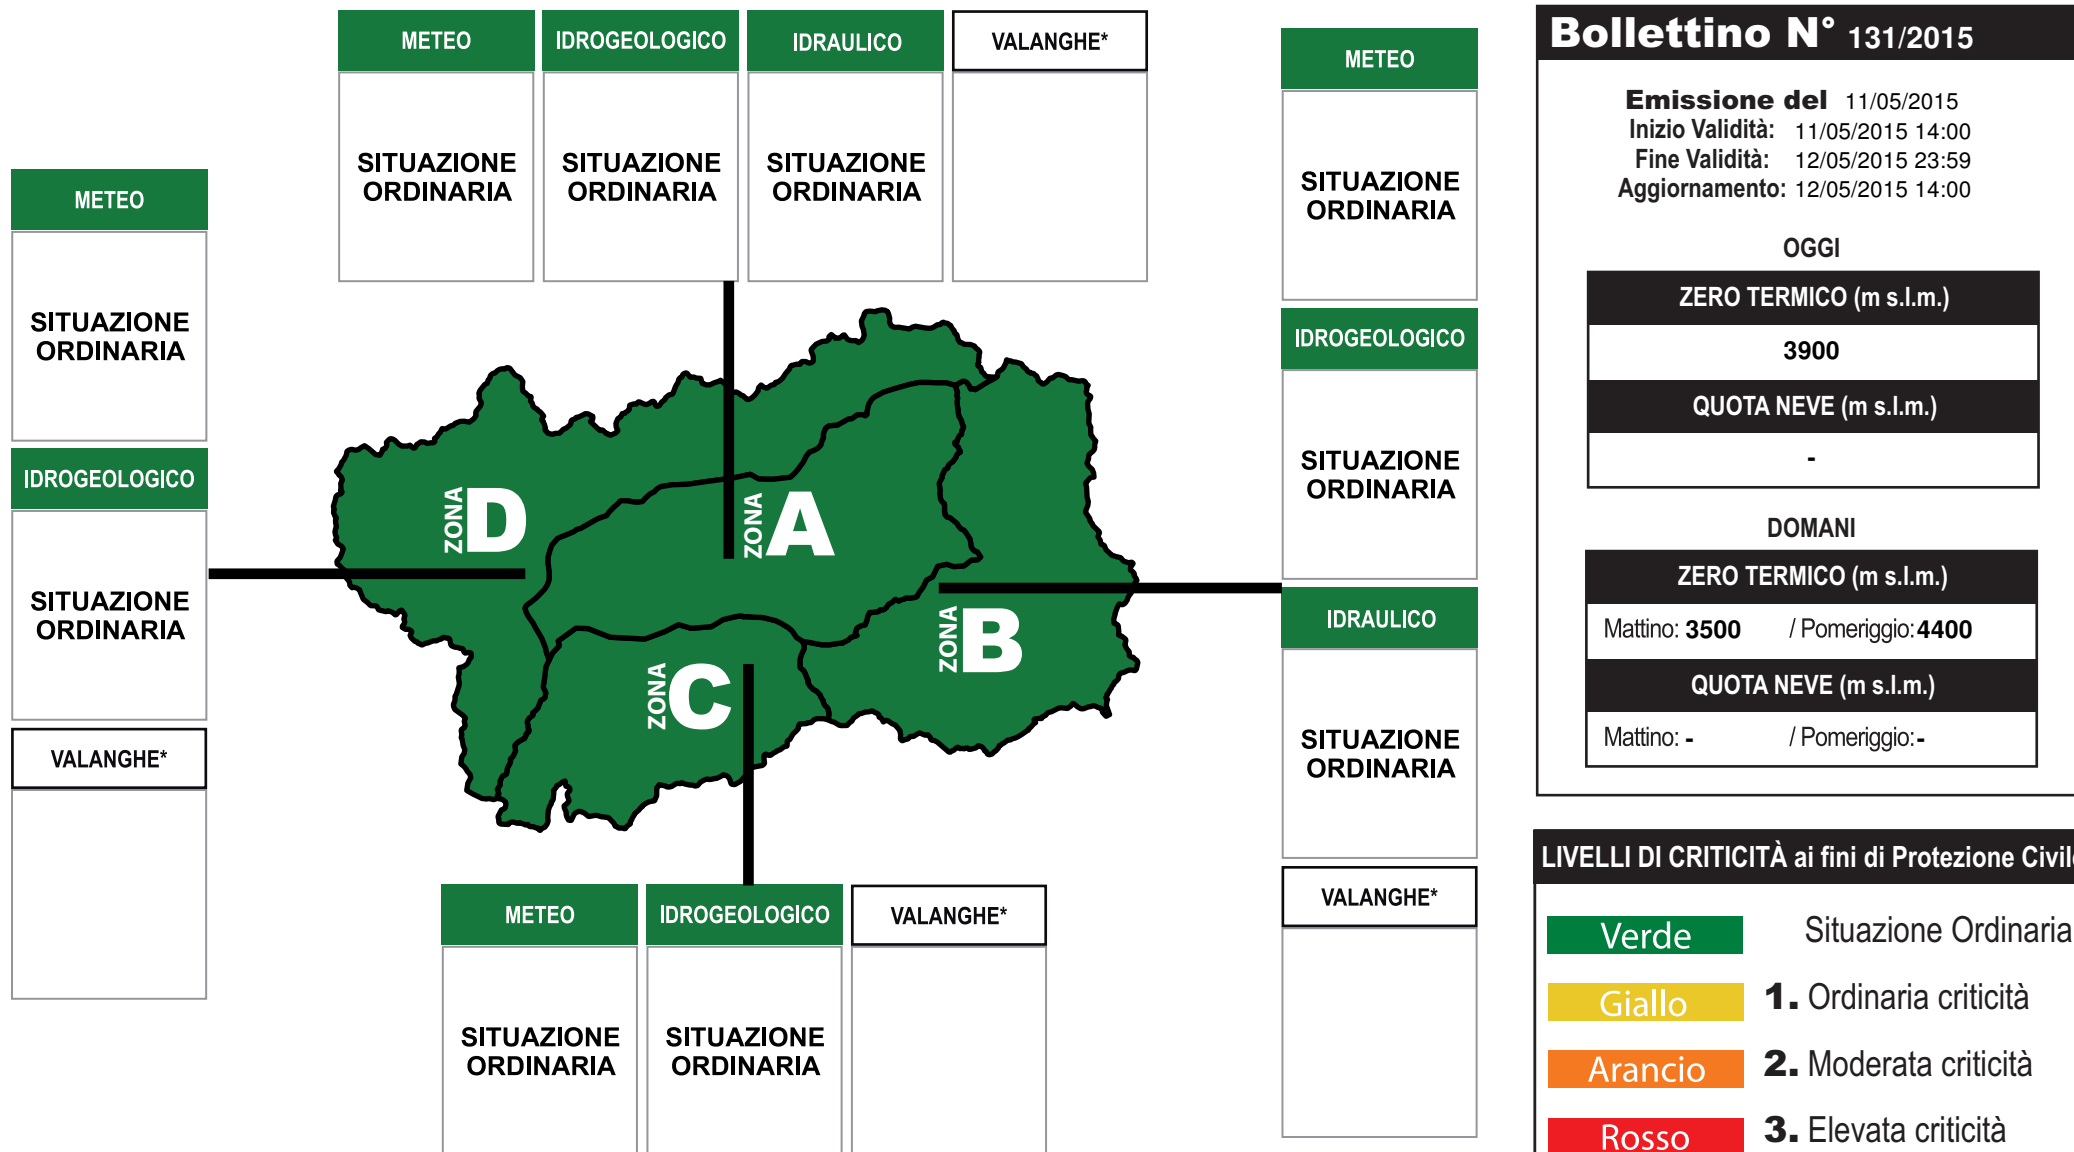 METEO
IDROGEOLOGICO
IDRAULICO
VALANGHE*
SITUAZIONE
ORDINARIA
SITUAZIONE
ORDINARIA
SITUAZIONE
ORDINARIA
METEO
SITUAZIONE
ORDINARIA
IDROGEOLOGICO
SITUAZIONE
ORDINARIA
VALANGHE*
ZONA D
ZONA A
ZONA B
ZONA C
METEO
SITUAZIONE
ORDINARIA
IDROGEOLOGICO
SITUAZIONE
ORDINARIA
IDRAULICO
SITUAZIONE
ORDINARIA
VALANGHE*
METEO
IDROGEOLOGICO
VALANGHE*
SITUAZIONE
ORDINARIA
SITUAZIONE
ORDINARIA
Bollettino N° 131/2015
Emissione del 11/05/2015
Inizio Validità: 11/05/2015 14:00
Fine Validità: 12/05/2015 23:59
Aggiornamento: 12/05/2015 14:00
OGGI
ZERO TERMICO (m s.l.m.)
3900
QUOTA NEVE (m s.l.m.)
-
DOMANI
ZERO TERMICO (m s.l.m.)
Mattino: 3500 / Pomeriggio: 4400
QUOTA NEVE (m s.l.m.)
Mattino: - / Pomeriggio: -
LIVELLI DI CRITICITÀ ai fini di Protezione Civile
Verde Situazione Ordinaria
Giallo 1. Ordinaria criticità
Arancio 2. Moderata criticità
Rosso 3. Elevata criticità